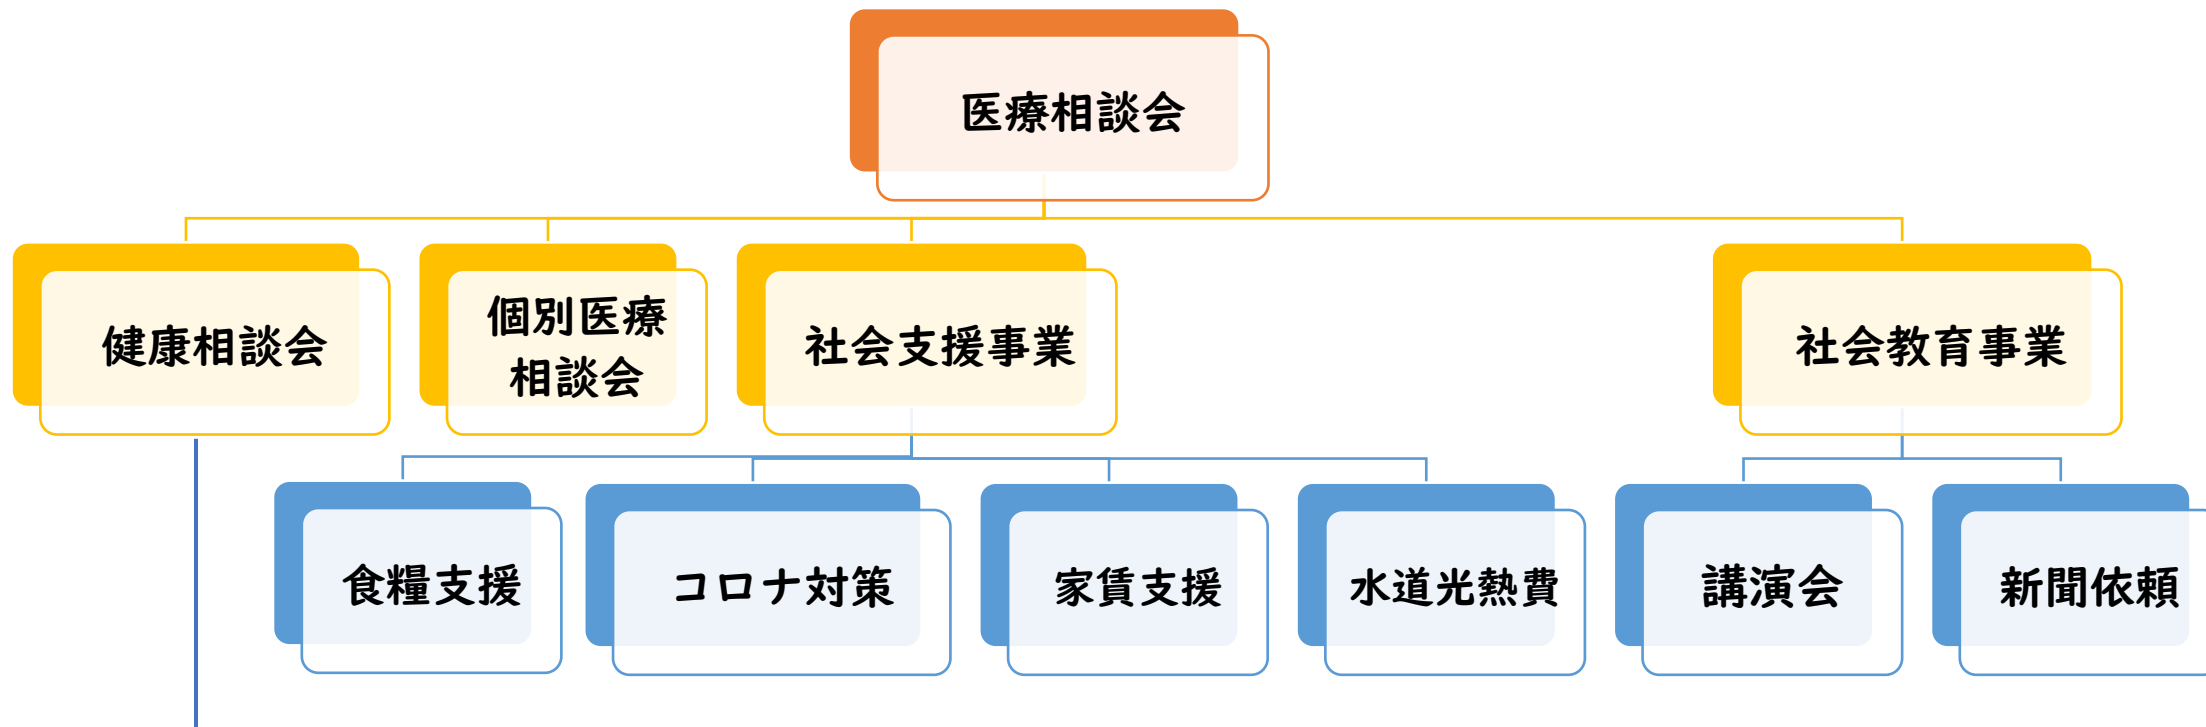 医療相談会
健康相談会
個別医療
相談会
社会支援事業
社会教育事業
食糧支援
コロナ対策
家賃支援
水道光熱費
講演会
新聞依頼